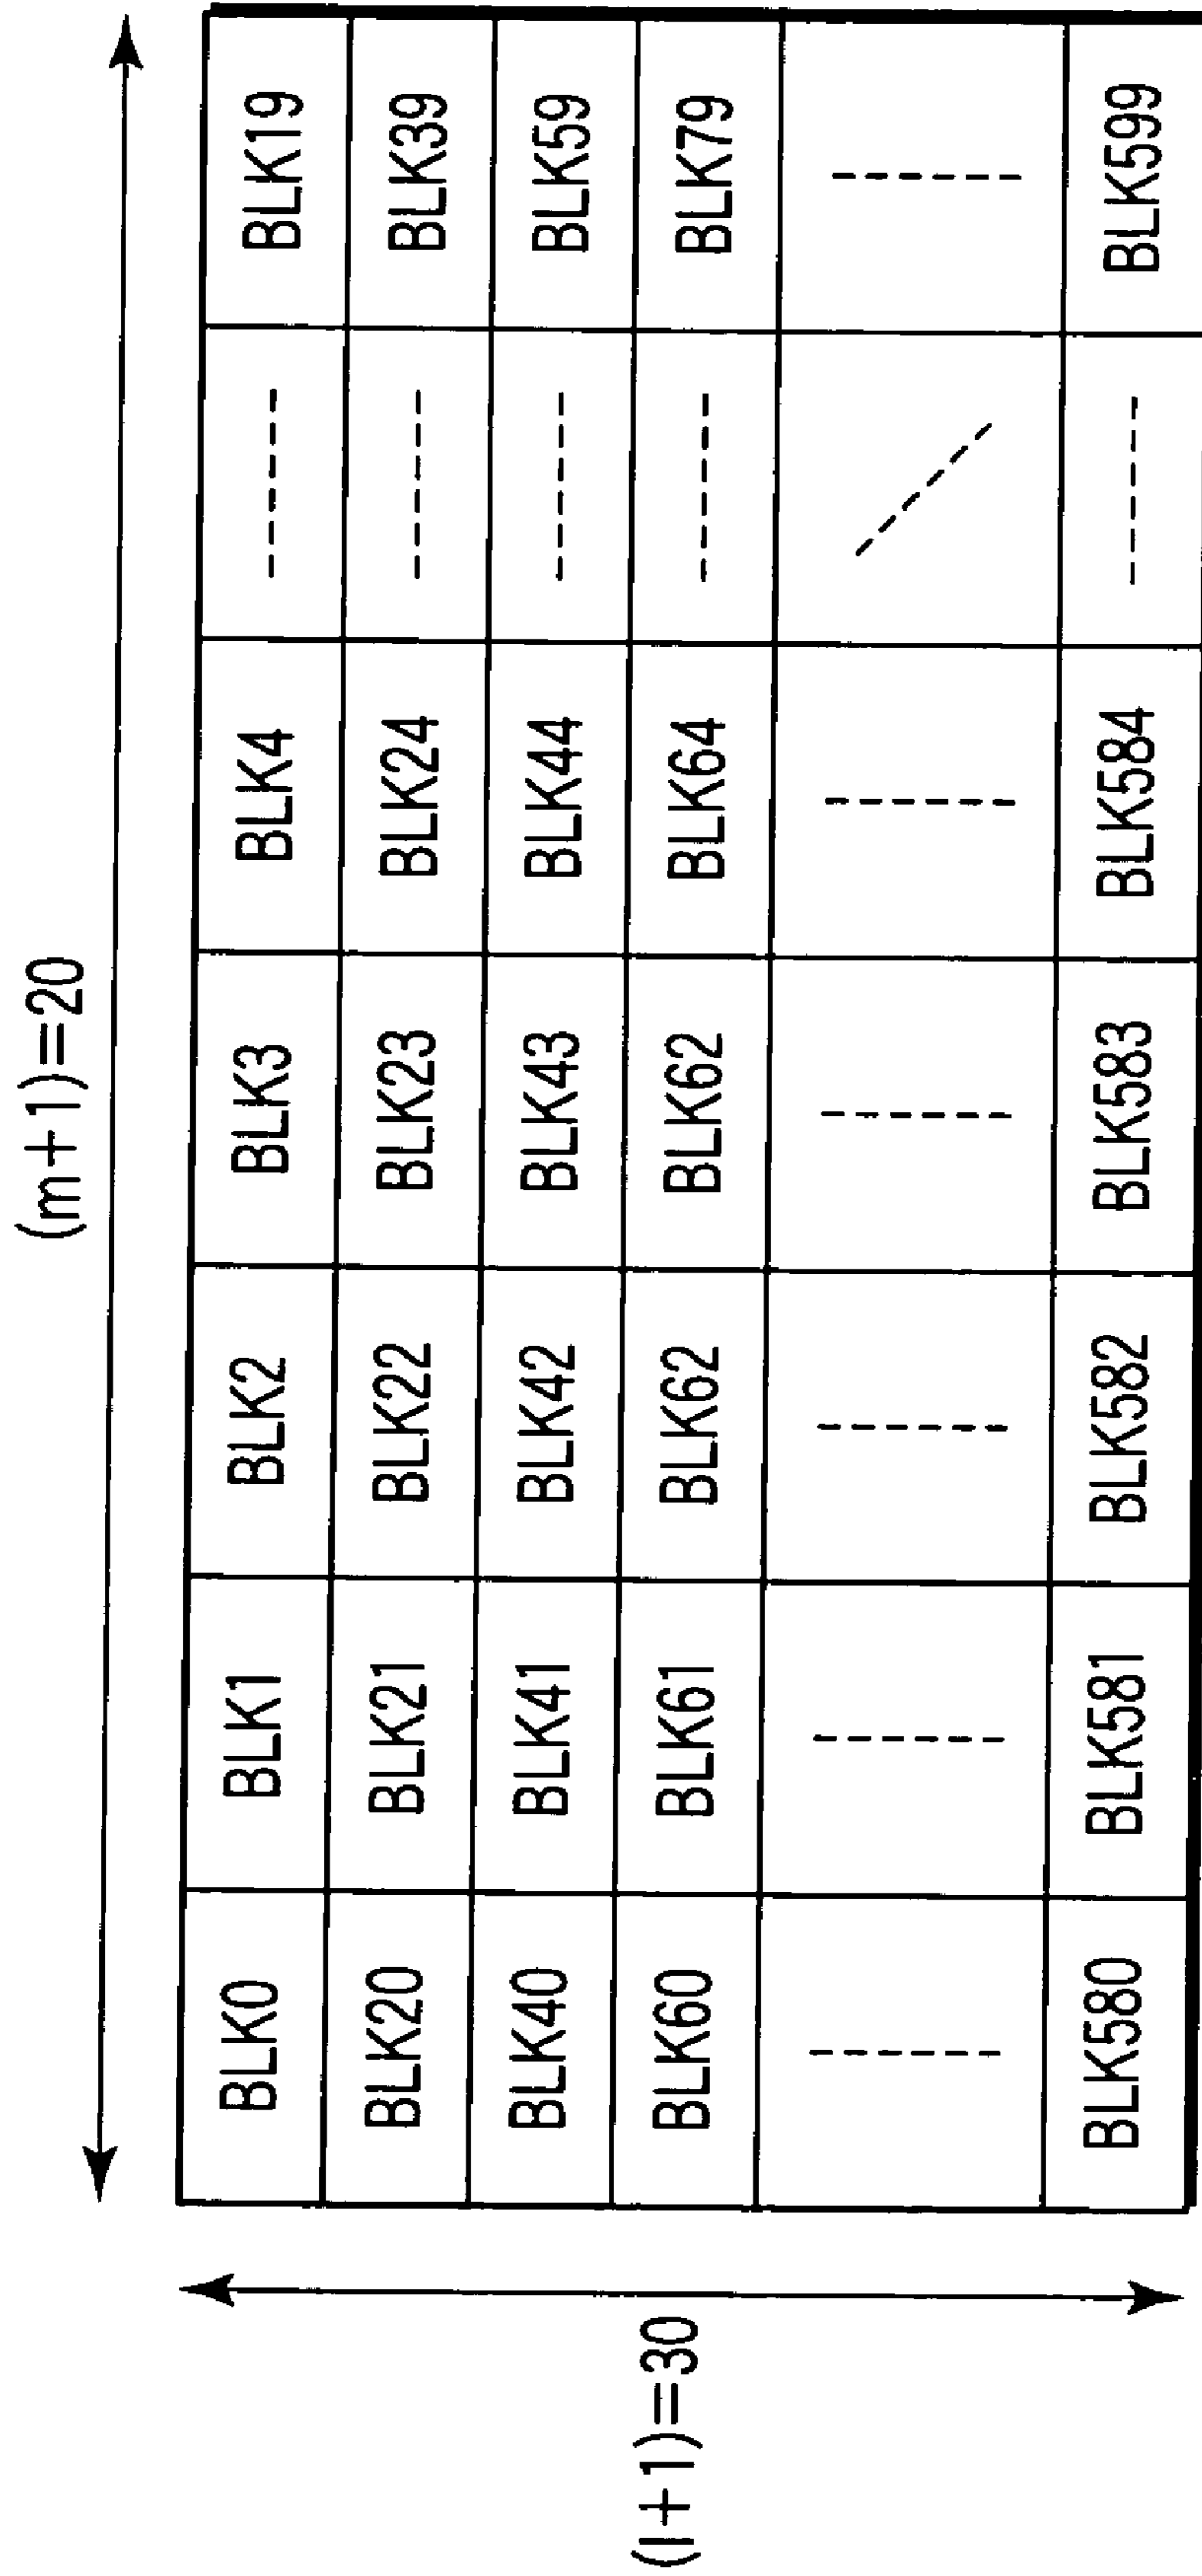 (m+1)=20
(l+1)=30
BLK0 BLK1 BLK2 BLK3 BLK4 BLK19
BLK20 BLK21 BLK22 BLK23 BLK24 BLK39
BLK40 BLK41 BLK42 BLK43 BLK44 BLK59
BLK60 BLK61 BLK62 BLK62 BLK64 BLK79
BLK580 BLK581 BLK582 BLK583 BLK584 BLK599